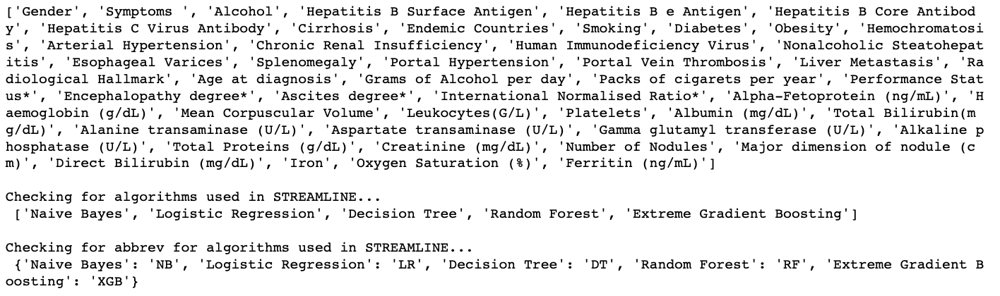 ['Gender', 'Symptoms ', 'Alcohol', 'Hepatitis B Surface Antigen', 'Hepatitis B e Antigen', 'Hepatitis B Core Antibod
y', 'Hepatitis C Virus Antibody', 'Cirrhosis', 'Endemic Countries', 'Smoking', 'Diabetes', 'Obesity', 'Hemochromatosi
s', 'Arterial Hypertension', 'Chronic Renal Insufficiency', 'Human Immunodeficiency Virus', 'Nonalcoholic Steatohepat
itis', 'Esophageal Varices', 'Splenomegaly', 'Portal Hypertension', 'Portal Vein Thrombosis', 'Liver Metastasis', 'Ra
diological Hallmark', 'Age at diagnosis', 'Grams of Alcohol per day', 'Packs of cigarets per year', 'Performance Stat
us*', 'Encephalopathy degree*', 'Ascites degree*', 'International Normalised Ratio*', 'Alpha-Fetoprotein (ng/mL)', 'H
aemoglobin (g/dL)', 'Mean Corpuscular Volume', 'Leukocytes(G/L)', 'Platelets', 'Albumin (mg/dL)', 'Total Bilirubin(m
g/dL)', 'Alanine transaminase (U/L)', 'Aspartate transaminase (U/L)', 'Gamma glutamyl transferase (U/L)', 'Alkaline p
hosphatase (U/L)', 'Total Proteins (g/dL)', 'Creatinine (mg/dL)', 'Number of Nodules', 'Major dimension of nodule (c
m)', 'Direct Bilirubin (mg/dL)', 'Iron', 'Oxygen Saturation (%)', 'Ferritin (ng/mL)']

Checking for algorithms used in STREAMLINE...
 ['Naive Bayes', 'Logistic Regression', 'Decision Tree', 'Random Forest', 'Extreme Gradient Boosting']

Checking for abbrev for algorithms used in STREAMLINE...
 {'Naive Bayes': 'NB', 'Logistic Regression': 'LR', 'Decision Tree': 'DT', 'Random Forest': 'RF', 'Extreme Gradient B
oosting': 'XGB'}